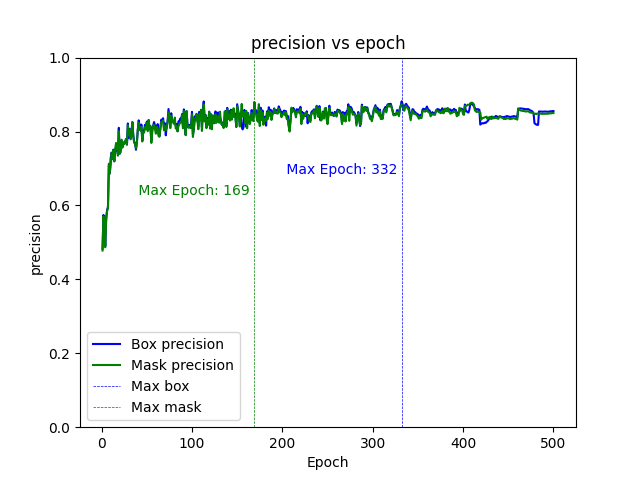 precision vs epoch
1.0
0.8
0.6
0.4
0.2
0.0
precision
Max Epoch: 332
Max Epoch: 169
Box precision
Mask precision
Max box
Max mask
0 100 200 300 400 500
Epoch